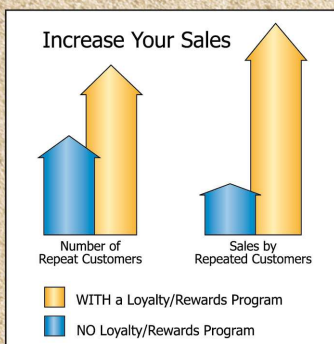 Increase Your Sales
Number of
Repeat Customers
Sales by
Repeated Customers
WITH a Loyalty/Rewards Program
NO Loyalty/Rewards Program